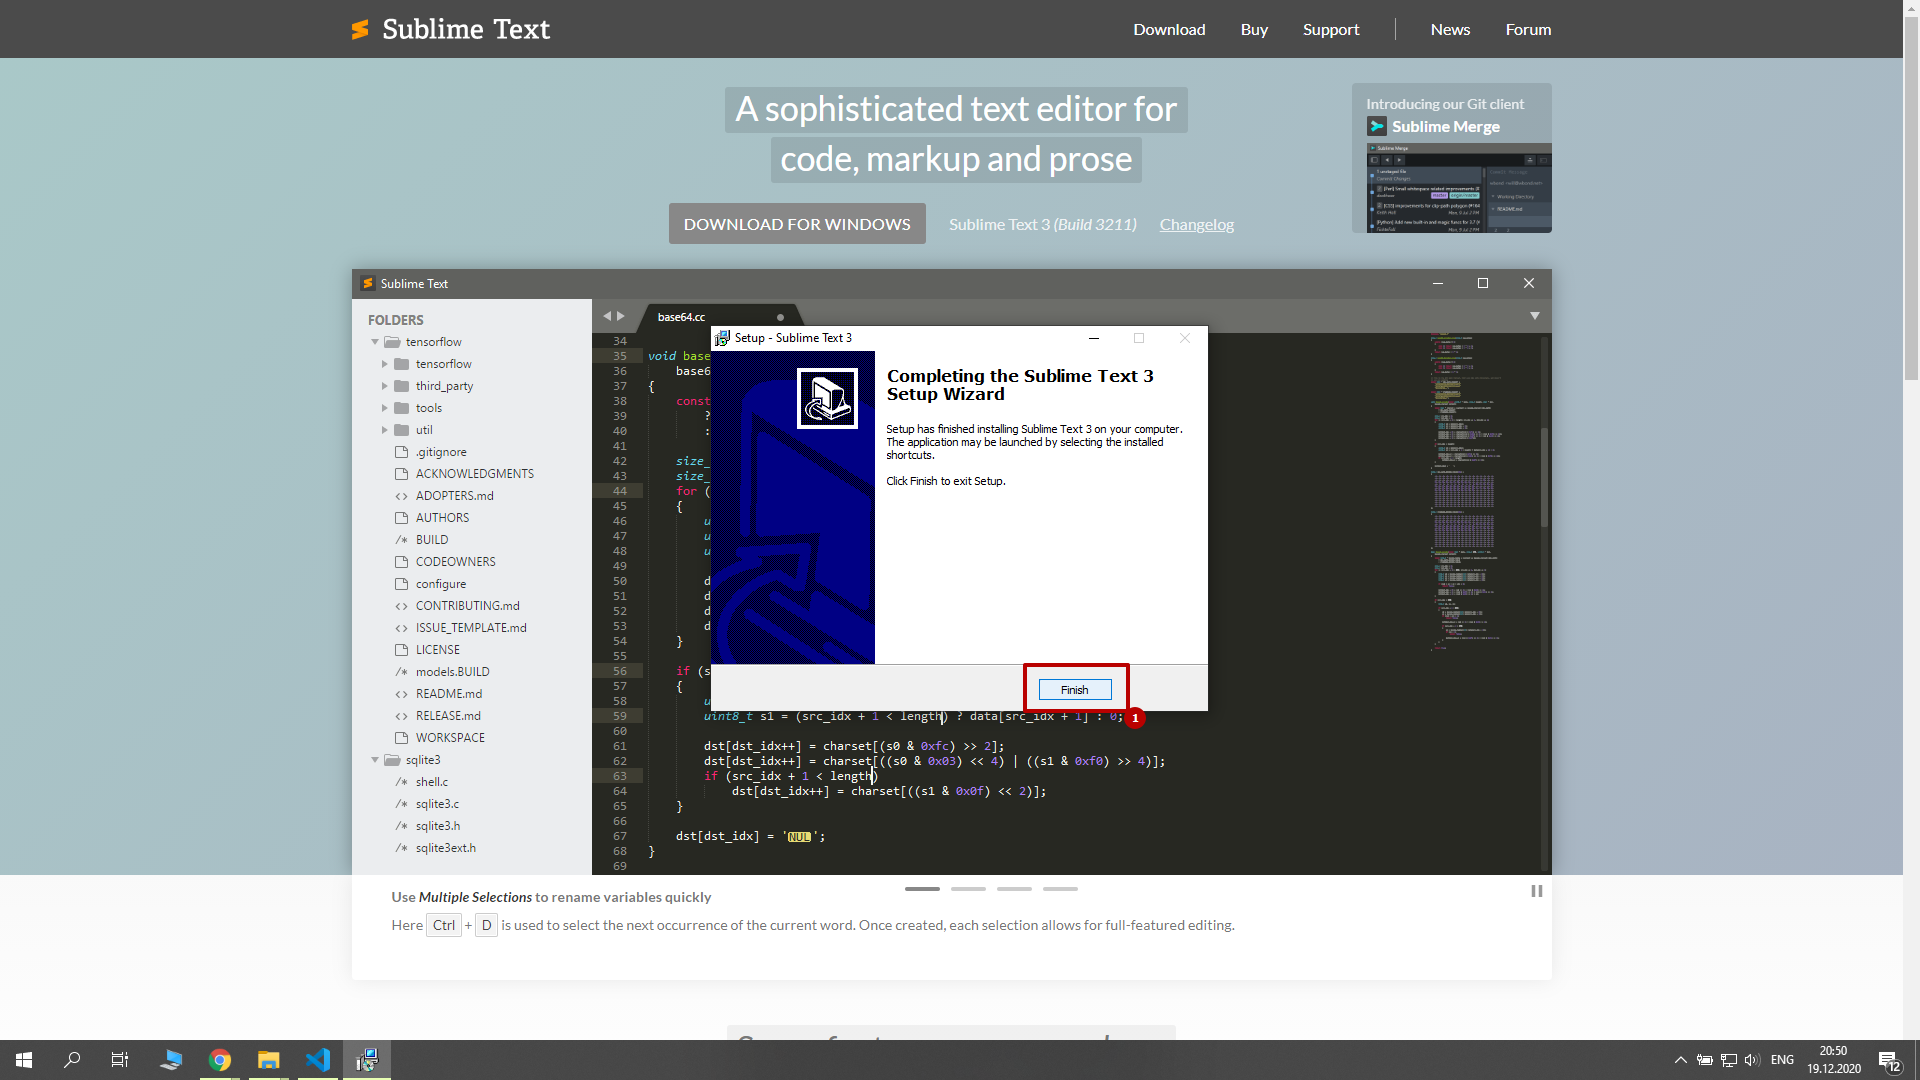 Sublime Text
Download
Buy
Support
News
Forum
A sophisticated text editor for
code, markup and prose
DOWNLOAD FOR WINDOWS
Sublime Text 3 (Build 3211)
Changelog
Introducing our Git client
Sublime Merge
Sublime Text
FOLDERS
tensorflow
tensorflow
third_party
tools
util
.gitignore
ACKNOWLEDGMENTS
<> ADOPTERS.md
AUTHORS
/* BUILD
CODEOWNERS
configure
<> CONTRIBUTING.md
<> ISSUE_TEMPLATE.md
LICENSE
/* models.BUILD
<> README.md
<> RELEASE.md
WORKSPACE
sqlite3
/* shell.c
/* sqlite3.c
/* sqlite3.h
/* sqlite3ext.h
base64.cc
34
35 void base
36 base6
37 {
38 const
39 ?
40 :
41
42 size_
43 size_
44 for (
45 {
46 u
47 u
48 u
49
50 d
51 d
52 d
53 d
54 }
55
56 if (s
57 {
58 u
59 uint8_t s1 = (src_idx + 1 < length) ? data[src_idx + 1] : 0;
60
61 dst[dst_idx++] = charset[(s0 & 0xfc) >> 2];
62 dst[dst_idx++] = charset[((s0 & 0x03) << 4) | ((s1 & 0xf0) >> 4)];
63 if (src_idx + 1 < length)
64 dst[dst_idx++] = charset[((s1 & 0x0f) << 2)];
65 }
66
67 dst[dst_idx] = 'NUL';
68 }
69
Setup - Sublime Text 3
Completing the Sublime Text 3
Setup Wizard
Setup has finished installing Sublime Text 3 on your computer.
The application may be launched by selecting the installed
shortcuts.
Click Finish to exit Setup.
Finish
1
Use Multiple Selections to rename variables quickly
Here Ctrl + D is used to select the next occurrence of the current word. Once created, each selection allows for full-featured editing.
ENG
20:50
19.12.2020
12